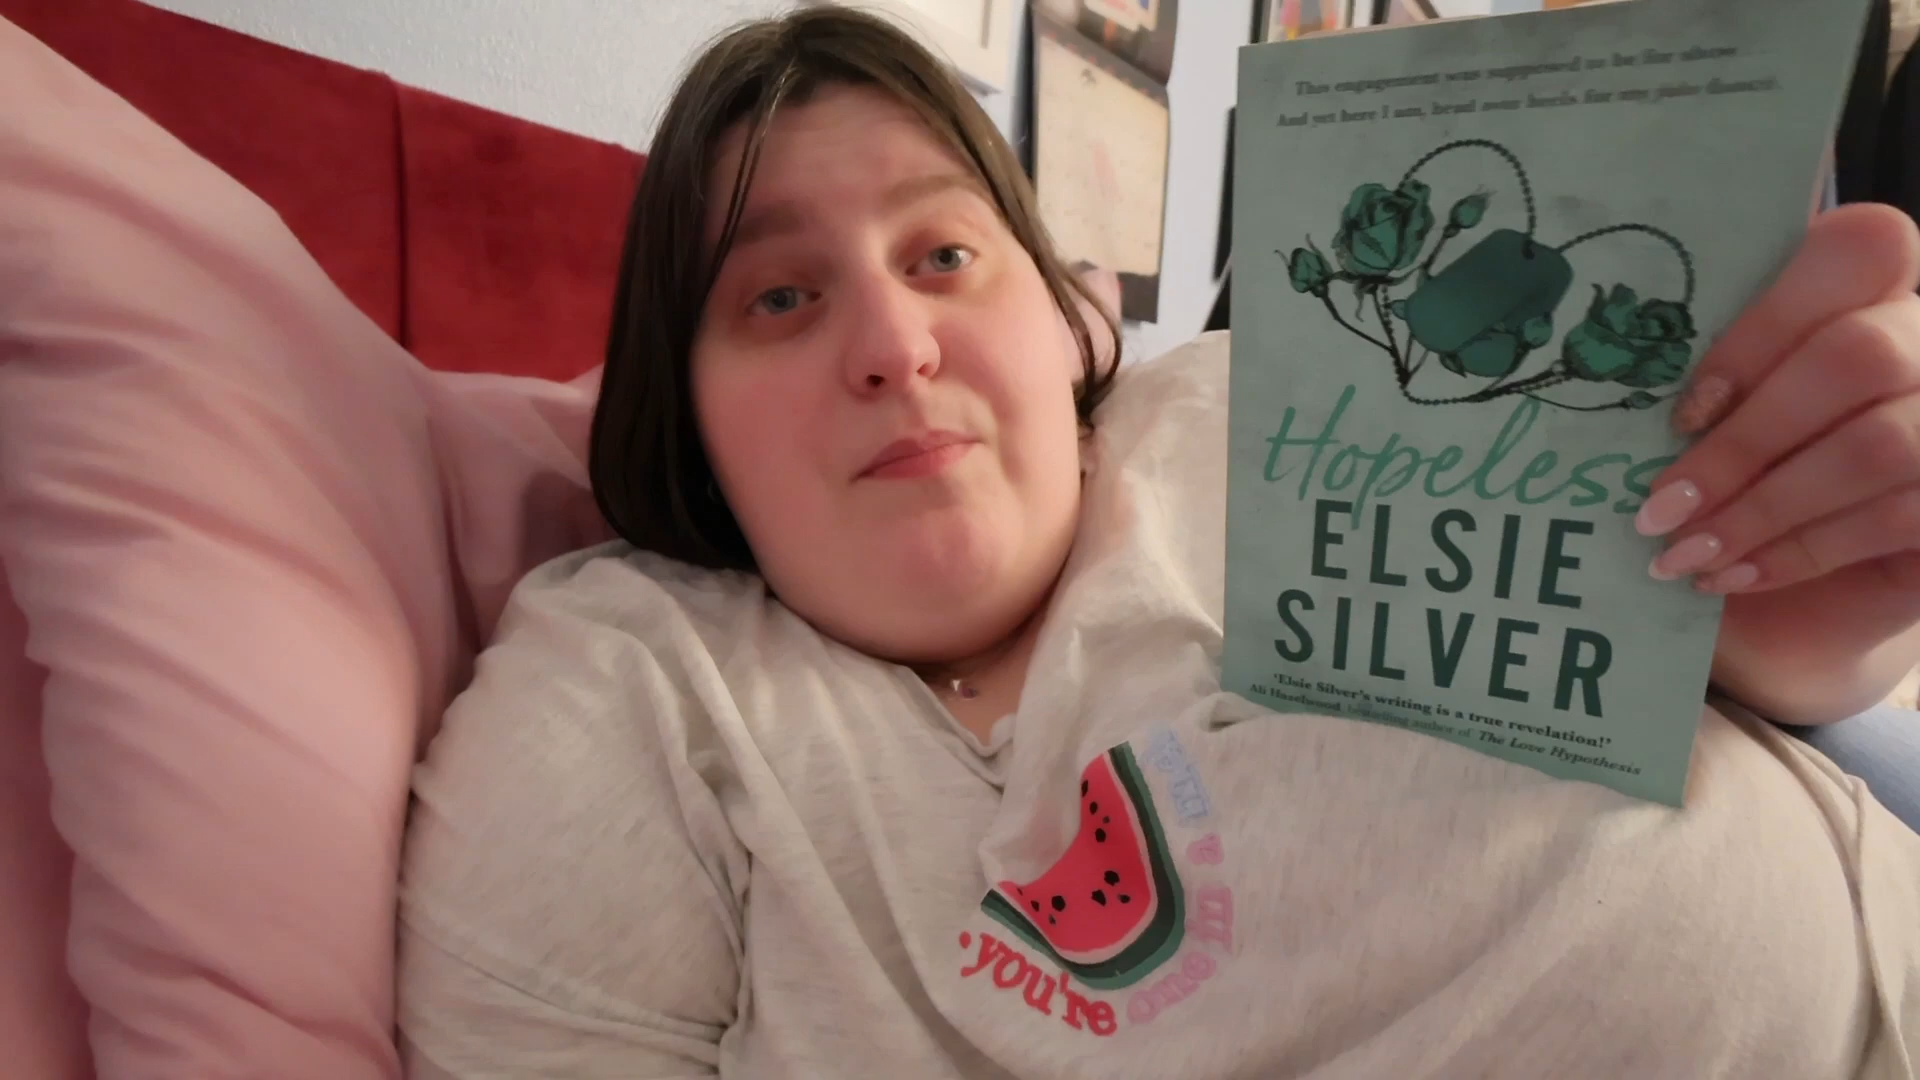 This engagement was supposed to be for show.
And yet here I am, head over heels for my fake fiancé.
Hopeless
ELSIE
SILVER
'Elsie Silver's writing is a true revelation!'
Ali Hazelwood, bestselling author of The Love Hypothesis
you're one in a